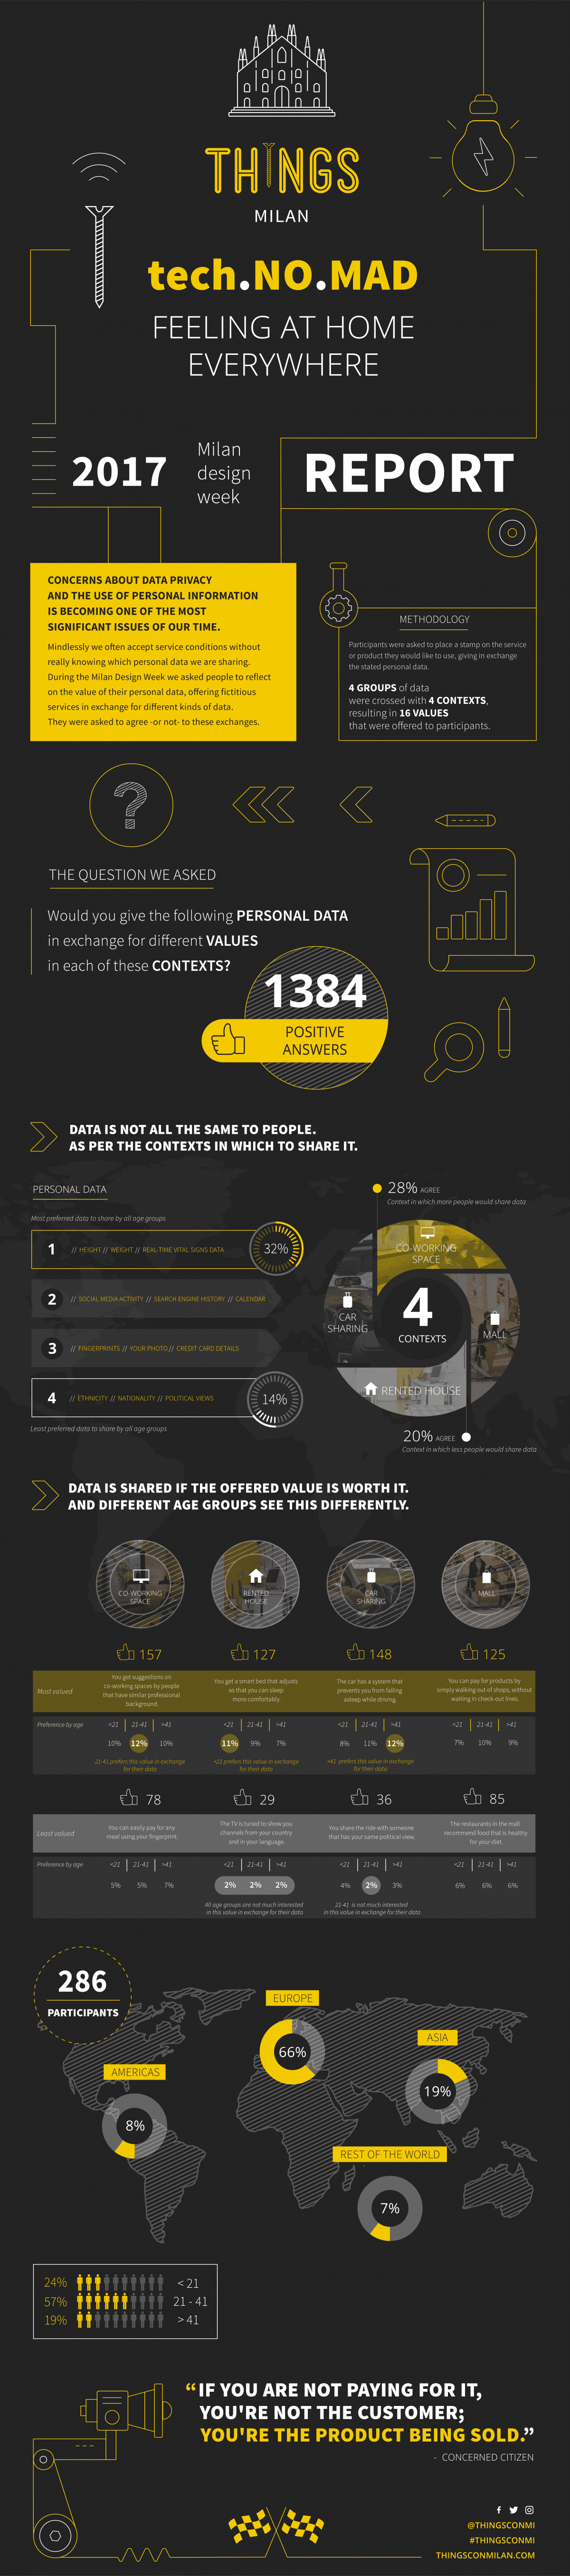 THINGS
MILAN
tech.NO.MAD
FEELING AT HOME
EVERYWHERE
2017
Milan
design
week
REPORT
CONCERNS ABOUT DATA PRIVACY
AND THE USE OF PERSONAL INFORMATION
IS BECOMING ONE OF THE MOST
SIGNIFICANT ISSUES OF OUR TIME.
Mindlessly we often accept service conditions without
really knowing which personal data we are sharing.
During the Milan Design Week we asked people to reflect
on the value of their personal data, offering fictitious
services in exchange for different kinds of data.
They were asked to agree -or not- to these exchanges.
METHODOLOGY
Participants were asked to place a stamp on the service
or product they would like to use, giving in exchange
the stated personal data.
4 GROUPS of data
were crossed with 4 CONTEXTS,
resulting in 16 VALUES
that were offered to participants.
?
THE QUESTION WE ASKED
Would you give the following PERSONAL DATA
in exchange for different VALUES
in each of these CONTEXTS?
1384
POSITIVE
ANSWERS
DATA IS NOT ALL THE SAME TO PEOPLE.
AS PER THE CONTEXTS IN WHICH TO SHARE IT.
PERSONAL DATA
Most preferred data to share by all age groups
1 // HEIGHT // WEIGHT // REAL-TIME VITAL SIGNS DATA
32%
2 // SOCIAL MEDIA ACTIVITY // SEARCH ENGINE HISTORY // CALENDAR
3 // FINGERPRINTS // YOUR PHOTO // CREDIT CARD DETAILS
4 // ETHNICITY // NATIONALITY // POLITICAL VIEWS
14%
Least preferred data to share by all age groups
28% AGREE
Context in which more people would share data
CO-WORKING
SPACE
CAR
SHARING
4
CONTEXTS
MALL
RENTED HOUSE
20% AGREE
Context in which less people would share data
DATA IS SHARED IF THE OFFERED VALUE IS WORTH IT.
AND DIFFERENT AGE GROUPS SEE THIS DIFFERENTLY.
CO-WORKING
SPACE
RENTED
HOUSE
CAR
SHARING
MALL
157
127
148
125
Most valued
You get suggestions on
co-working spaces by people
that have similar professional
background.
You get a smart bed that adjusts
so that you can sleep
more comfortably.
The car has a system that
prevents you from falling
asleep while driving.
You can pay for products by
simply walking out of shops, without
waiting in check-out lines.
Preference by age
<21 21-41 >41
10% 12% 10%
21-41 prefers this value in exchange
for their data
<21 21-41 >41
11% 9% 7%
<21 prefers this value in exchange
for their data
<21 21-41 >41
8% 11% 12%
>41 prefers this value in exchange
for their data
<21 21-41 >41
7% 10% 9%
78
29
36
85
Least valued
You can easily pay for any
meal using your fingerprint.
The TV is tuned to show you
channels from your country
and in your language.
You share the ride with someone
that has your same political view.
The restaurants in the mall
recommend food that is healthy
for your diet.
Preference by age
<21 21-41 >41
5% 5% 7%
<21 21-41 >41
2% 2% 2%
All age groups are not much interested
in this value in exchange for their data
<21 21-41 >41
4% 2% 3%
21-41 is not much interested
in this value in exchange for their data
<21 21-41 >41
6% 6% 6%
286
PARTICIPANTS
EUROPE
66%
ASIA
19%
AMERICAS
8%
REST OF THE WORLD
7%
24% < 21
57% 21 - 41
19% > 41
“IF YOU ARE NOT PAYING FOR IT,
YOU'RE NOT THE CUSTOMER;
YOU'RE THE PRODUCT BEING SOLD.”
- CONCERNED CITIZEN
@THINGSCONMI
#THINGSCONMI
THINGSCONMILAN.COM